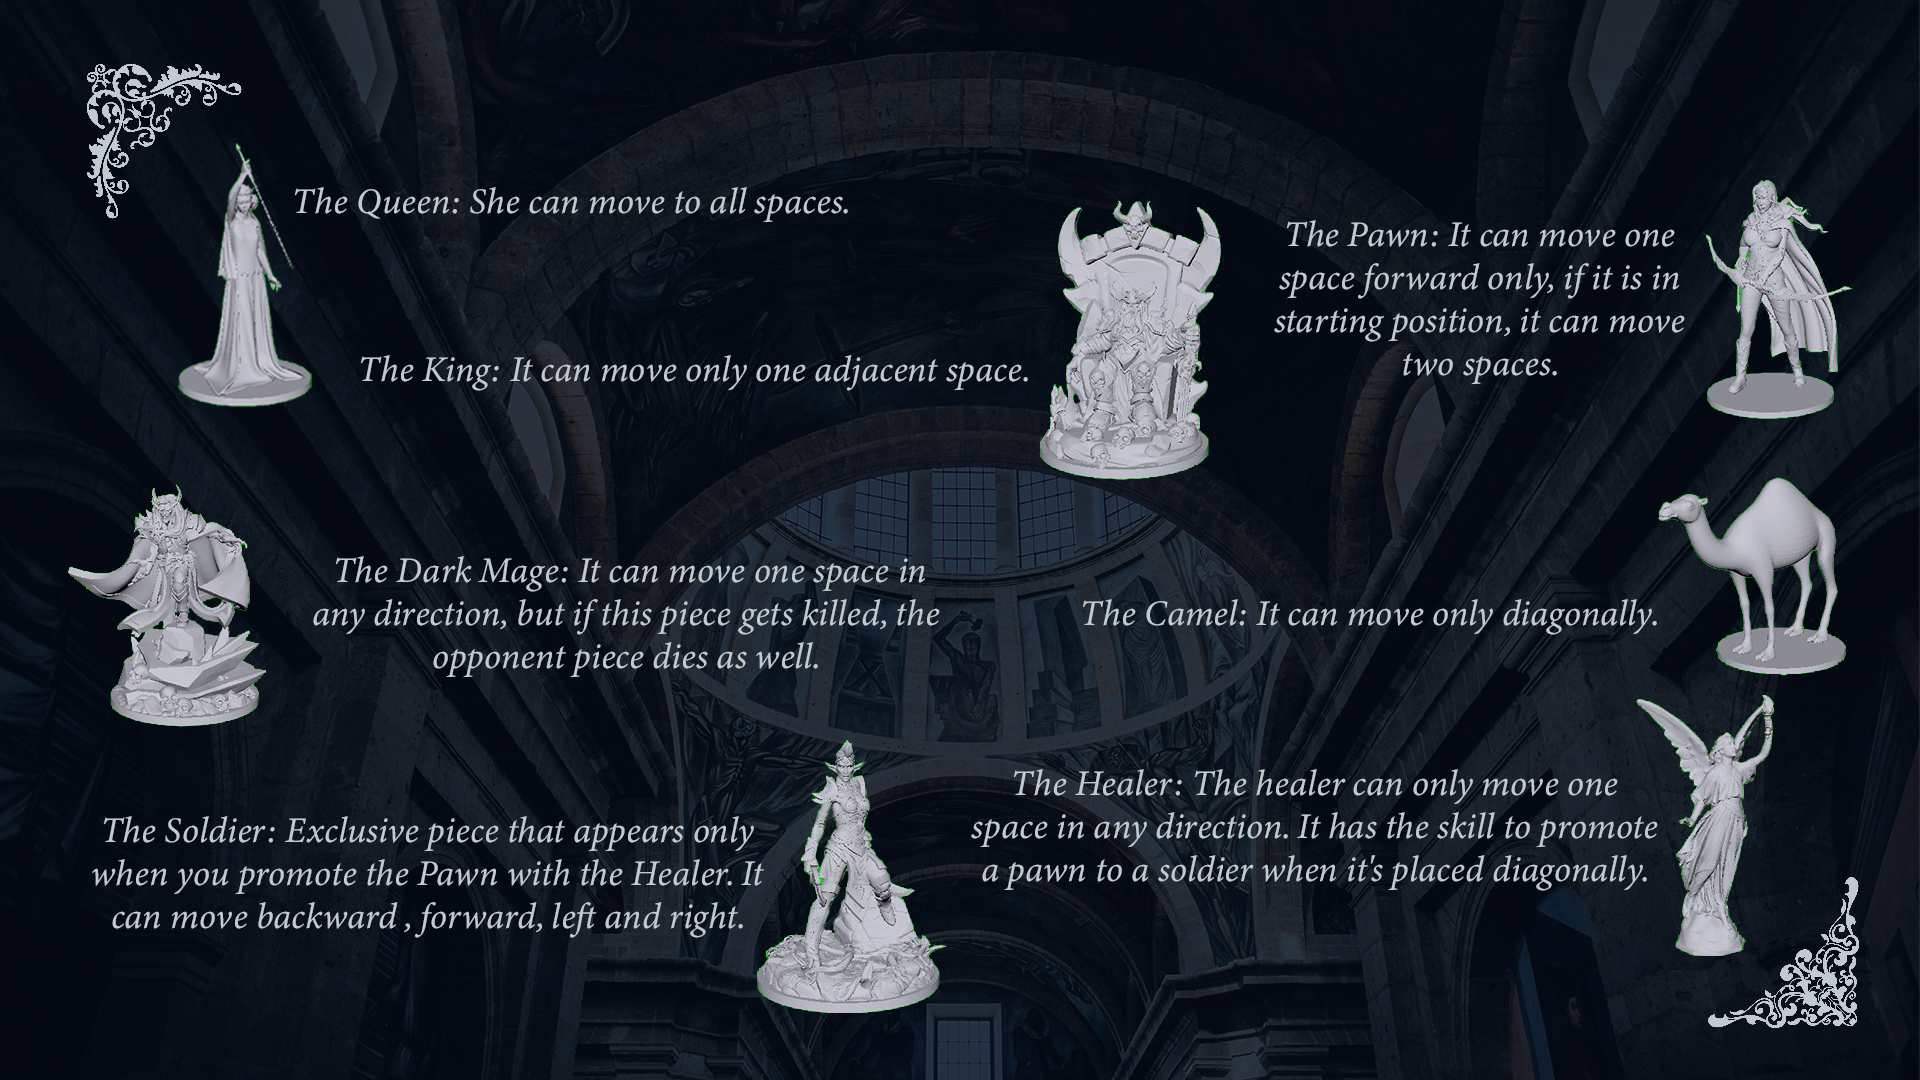 The Queen: She can move to all spaces.
The King: It can move only one adjacent space.
The Pawn: It can move one
space forward only, if it is in
starting position, it can move
two spaces.
The Dark Mage: It can move one space in
any direction, but if this piece gets killed, the
opponent piece dies as well.
The Camel: It can move only diagonally.
The Soldier: Exclusive piece that appears only
when you promote the Pawn with the Healer. It
can move backward , forward, left and right.
The Healer: The healer can only move one
space in any direction. It has the skill to promote
a pawn to a soldier when it's placed diagonally.